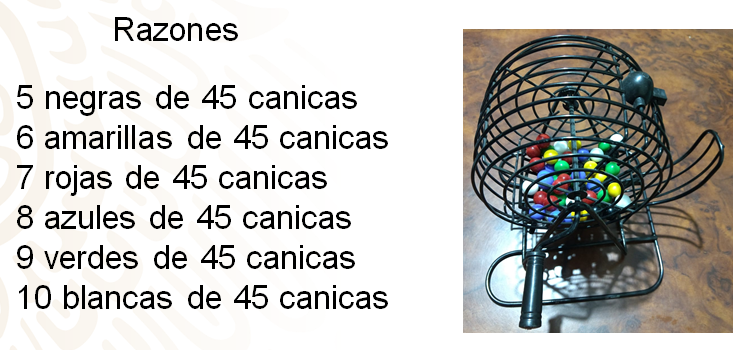 Razones
5 negras de 45 canicas
6 amarillas de 45 canicas
7 rojas de 45 canicas
8 azules de 45 canicas
9 verdes de 45 canicas
10 blancas de 45 canicas